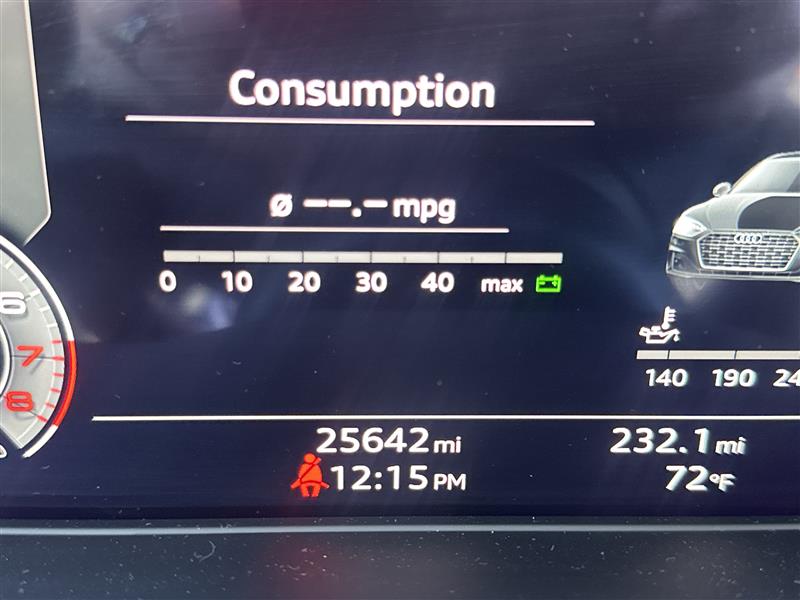 Consumption
ø --.- mpg
0 10 20 30 40 max
6
7
8
140 190 24
25642 mi 232.1 mi
12:15 PM 72°F